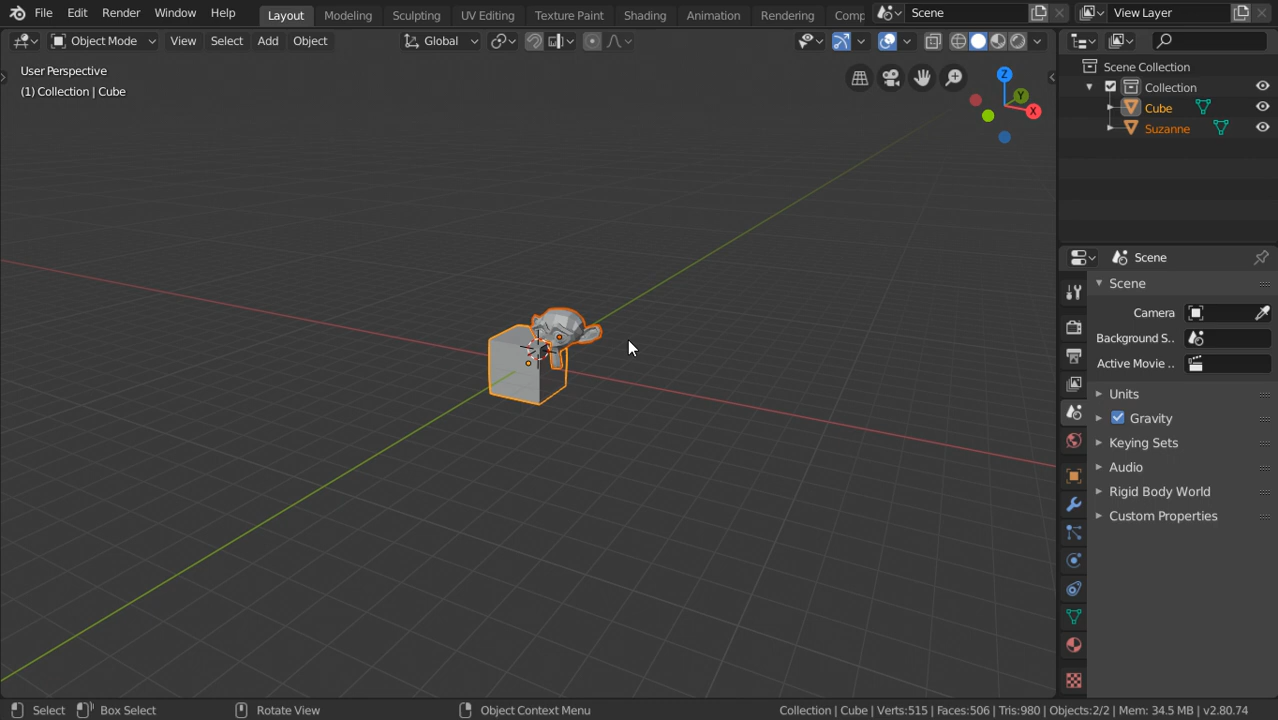 File Edit Render Window Help Layout Modeling Sculpting UV Editing Texture Paint Shading Animation Rendering Comp Scene View Layer
Object Mode View Select Add Object Global
User Perspective
(1) Collection | Cube
Z
Y
X
Scene Collection
Collection
Cube
Suzanne
Scene
Scene
Camera
Background S..
Active Movie ..
Units
Gravity
Keying Sets
Audio
Rigid Body World
Custom Properties
Select Box Select Rotate View Object Context Menu Collection | Cube | Verts:515 | Faces:506 | Tris:980 | Objects:2/2 | Mem: 34.5 MB | v2.80.74